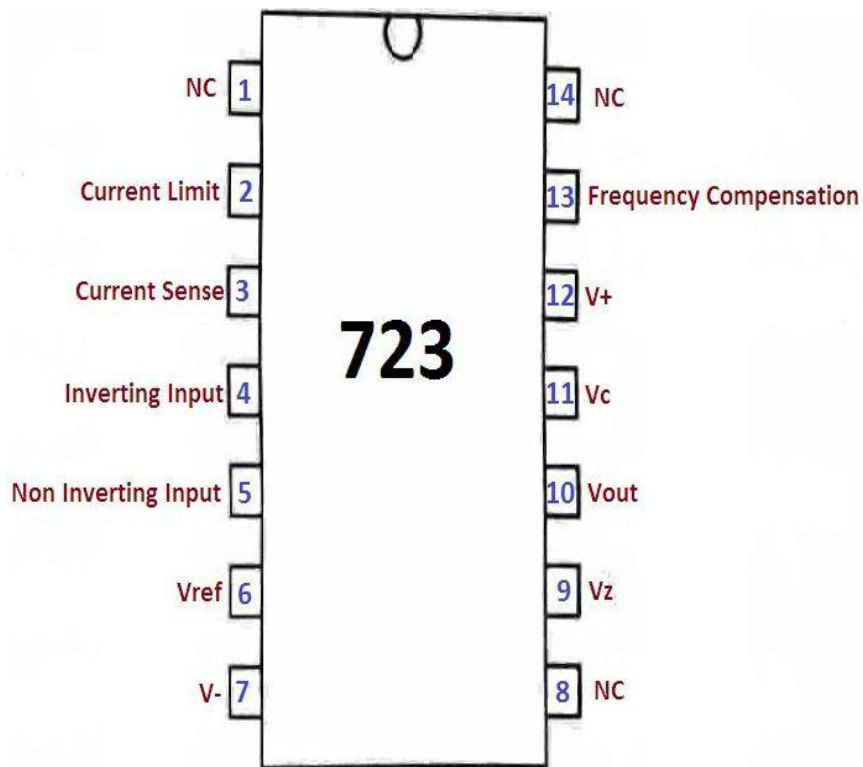 NC 1
14 NC
Current Limit 2
13 Frequency Compensation
Current Sense 3
12 V+
723
Inverting Input 4
11 Vc
Non Inverting Input 5
10 Vout
Vref 6
9 Vz
V- 7
8 NC